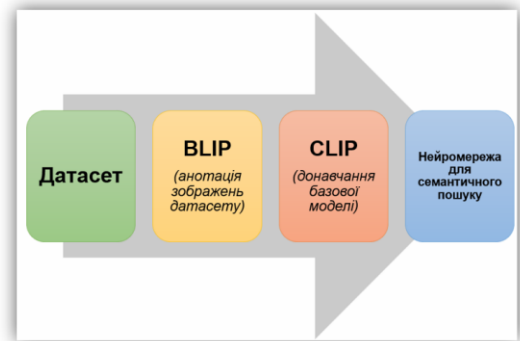 Датасет
BLIP
(анотація
зображень
датасету)
CLIP
(донавчання
базової
моделі)
Нейромережа
для
семантичного
пошуку